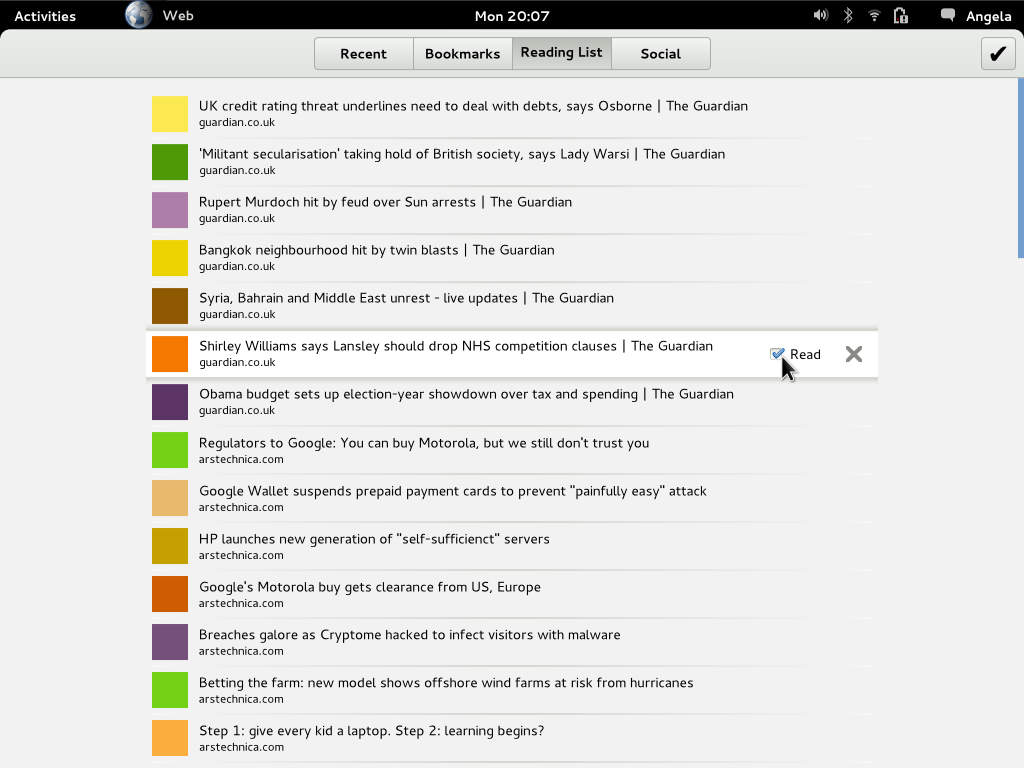 Activities Web Mon 20:07 Angela
Recent Bookmarks Reading List Social
UK credit rating threat underlines need to deal with debts, says Osborne | The Guardian
guardian.co.uk
'Militant secularisation' taking hold of British society, says Lady Warsi | The Guardian
guardian.co.uk
Rupert Murdoch hit by feud over Sun arrests | The Guardian
guardian.co.uk
Bangkok neighbourhood hit by twin blasts | The Guardian
guardian.co.uk
Syria, Bahrain and Middle East unrest - live updates | The Guardian
guardian.co.uk
Shirley Williams says Lansley should drop NHS competition clauses | The Guardian
guardian.co.uk
Read
Obama budget sets up election-year showdown over tax and spending | The Guardian
guardian.co.uk
Regulators to Google: You can buy Motorola, but we still don't trust you
arstechnica.com
Google Wallet suspends prepaid payment cards to prevent "painfully easy" attack
arstechnica.com
HP launches new generation of "self-sufficienct" servers
arstechnica.com
Google's Motorola buy gets clearance from US, Europe
arstechnica.com
Breaches galore as Cryptome hacked to infect visitors with malware
arstechnica.com
Betting the farm: new model shows offshore wind farms at risk from hurricanes
arstechnica.com
Step 1: give every kid a laptop. Step 2: learning begins?
arstechnica.com